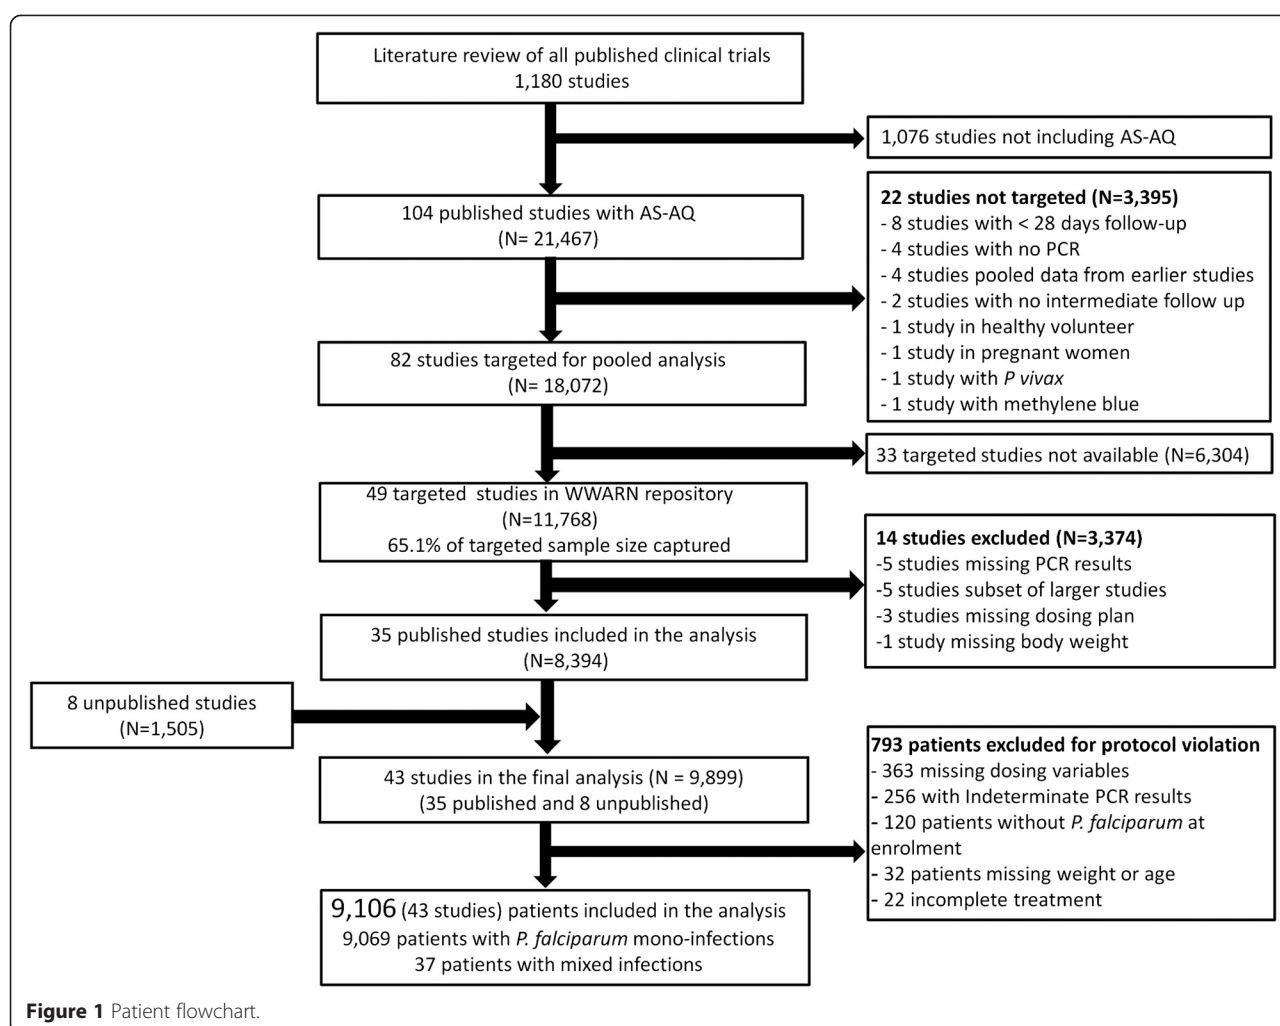 Literature review of all published clinical trials
1,180 studies
1,076 studies not including AS-AQ
104 published studies with AS-AQ
(N= 21,467)
22 studies not targeted (N=3,395)
- 8 studies with < 28 days follow-up
- 4 studies with no PCR
- 4 studies pooled data from earlier studies
- 2 studies with no intermediate follow up
- 1 study in healthy volunteer
- 1 study in pregnant women
- 1 study with P vivax
- 1 study with methylene blue
82 studies targeted for pooled analysis
(N= 18,072)
33 targeted studies not available (N=6,304)
49 targeted studies in WWARN repository
(N=11,768)
65.1% of targeted sample size captured
14 studies excluded (N=3,374)
-5 studies missing PCR results
-5 studies subset of larger studies
-3 studies missing dosing plan
-1 study missing body weight
35 published studies included in the analysis
(N=8,394)
8 unpublished studies
(N=1,505)
43 studies in the final analysis (N = 9,899)
(35 published and 8 unpublished)
793 patients excluded for protocol violation
- 363 missing dosing variables
- 256 with Indeterminate PCR results
- 120 patients without P. falciparum at
enrolment
- 32 patients missing weight or age
- 22 incomplete treatment
9,106 (43 studies) patients included in the analysis
9,069 patients with P. falciparum mono-infections
37 patients with mixed infections
Figure 1 Patient flowchart.